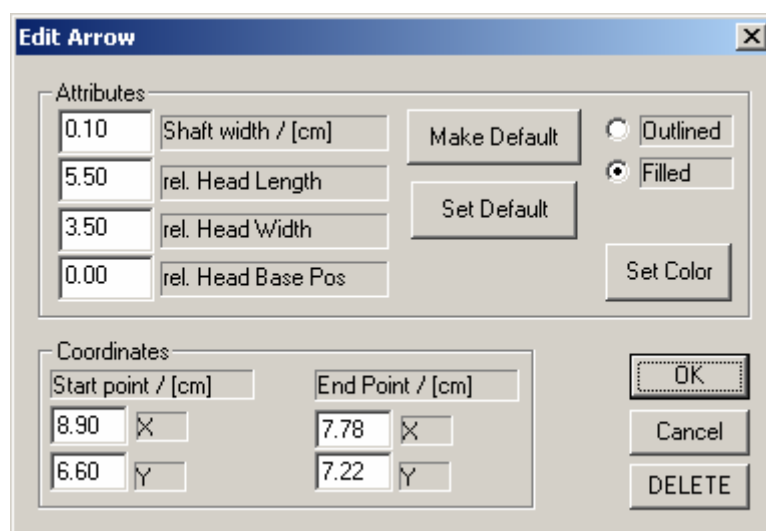 Edit Arrow
Attributes
0.10 Shaft width / [cm]
5.50 rel. Head Length
3.50 rel. Head Width
0.00 rel. Head Base Pos
Make Default
Set Default
Outlined
Filled
Set Color
Coordinates
Start point / [cm] End Point / [cm]
8.90 X 7.78 X
6.60 Y 7.22 Y
OK
Cancel
DELETE